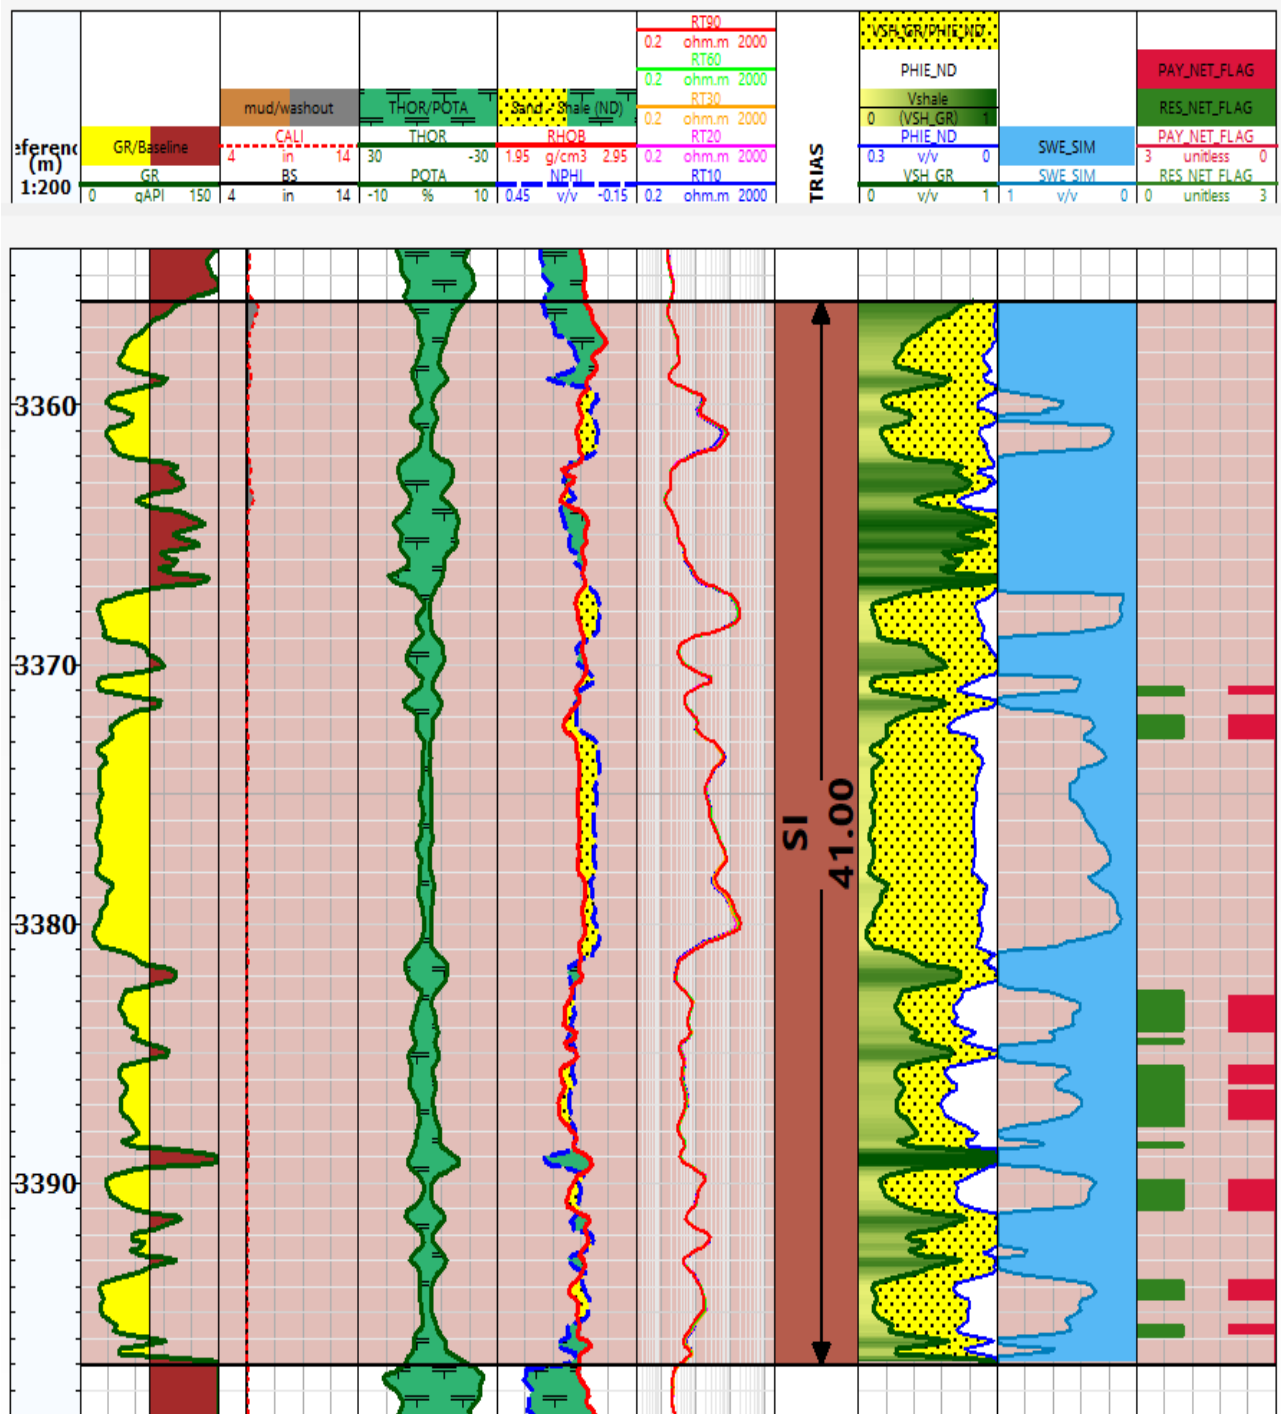 eferenc
(m)
1:200
GR/Baseline
GR
0 gAPI 150
mud/washout
CALI
4 in 14
BS
4 in 14
THOR/POTA
THOR
30 -30
POTA
-10 % 10
Sand - Shale (ND)
RHOB
1.95 g/cm3 2.95
NPHI
0.45 v/v -0.15
RT90
0.2 ohm.m 2000
RT60
0.2 ohm.m 2000
RT30
0.2 ohm.m 2000
RT20
0.2 ohm.m 2000
RT10
0.2 ohm.m 2000
TRIAS
VSH_GR/PHIE_ND
PHIE_ND
Vshale
0 (VSH_GR) 1
PHIE_ND
0.3 v/v 0
VSH_GR
0 v/v 1
SWE_SIM
SWE_SIM
1 v/v 0
PAY_NET_FLAG
RES_NET_FLAG
PAY_NET_FLAG
3 unitless 0
RES_NET_FLAG
0 unitless 3
3360
3370
3380
3390
SI
41.00